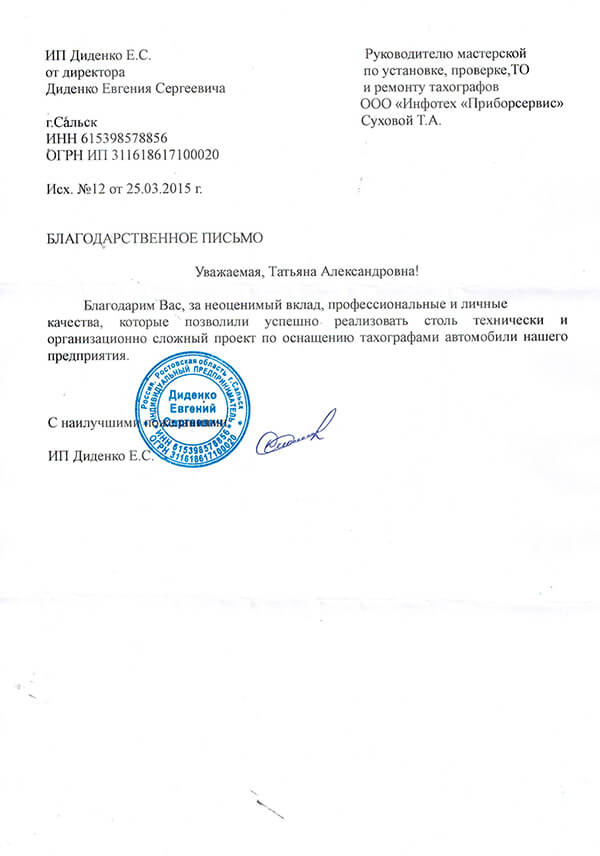 ИП Диденко Е.С.
от директора
Диденко Евгения Сергеевича
г.Сальск
ИНН 615398578856
ОГРН ИП 311618617100020
Исх. №12 от 25.03.2015 г.
Руководителю мастерской
по установке, проверке,ТО
и ремонту тахографов
ООО «Инфотех «Приборсервис»
Суховой Т.А.
БЛАГОДАРСТВЕННОЕ ПИСЬМО
Уважаемая, Татьяна Александровна!
Благодарим Вас, за неоценимый вклад, профессиональные и личные
качества, которые позволили успешно реализовать столь технически и
организационно сложный проект по оснащению тахографами автомобили нашего
предприятия.
С наилучшими пожеланиями,
ИП Диденко Е.С.
Россия, Ростовская область г.Сальск
ИНДИВИДУАЛЬНЫЙ ПРЕДПРИНИМАТЕЛЬ
Диденко
Евгений
Сергеевич
ИНН 615398578856
ОГРН 311618617100020